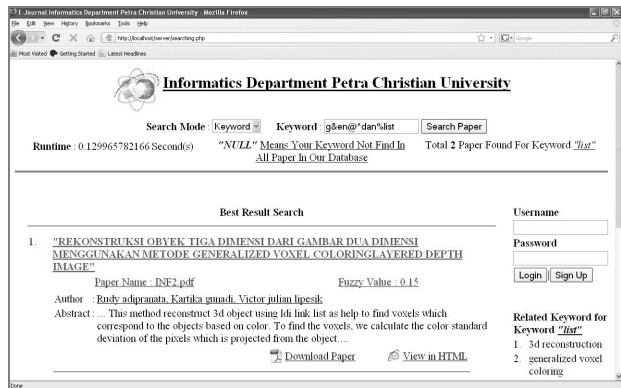 E-Journal Informatics Department Petra Christian University - Mozilla Firefox
File Edit View History Bookmarks Tools Help
http://localhost/server/searching.php
Google
Most Visited Getting Started Latest Headlines
Informatics Department Petra Christian University
Search Mode : Keyword Keyword : g&en@^dan%list Search Paper
Runtime : 0.129965782166 Second(s) "NULL" Means Your Keyword Not Find In Total 2 Paper Found For Keyword "list"
All Paper In Our Database
Best Result Search
Username
1. "REKONSTRUKSI OBYEK TIGA DIMENSI DARI GAMBAR DUA DIMENSI
MENGGUNAKAN METODE GENERALIZED VOXEL COLORINGLAYERED DEPTH
IMAGE"
Password
Paper Name : INF2.pdf Fuzzy Value : 0.15
Login | Sign Up
Author : Rudy adipranata, Kartika gunadi, Victor julian lipesik
Abstract : ... This method reconstruct 3d object using ldi link list as help to find voxels which
correspond to the objects based on color. To find the voxels, we calculate the color standard
deviation of the pixels which is projected from the object....
Related Keyword for
Keyword "list"
1. 3d reconstruction
2. generalized voxel
coloring
Download Paper View in HTML
Done